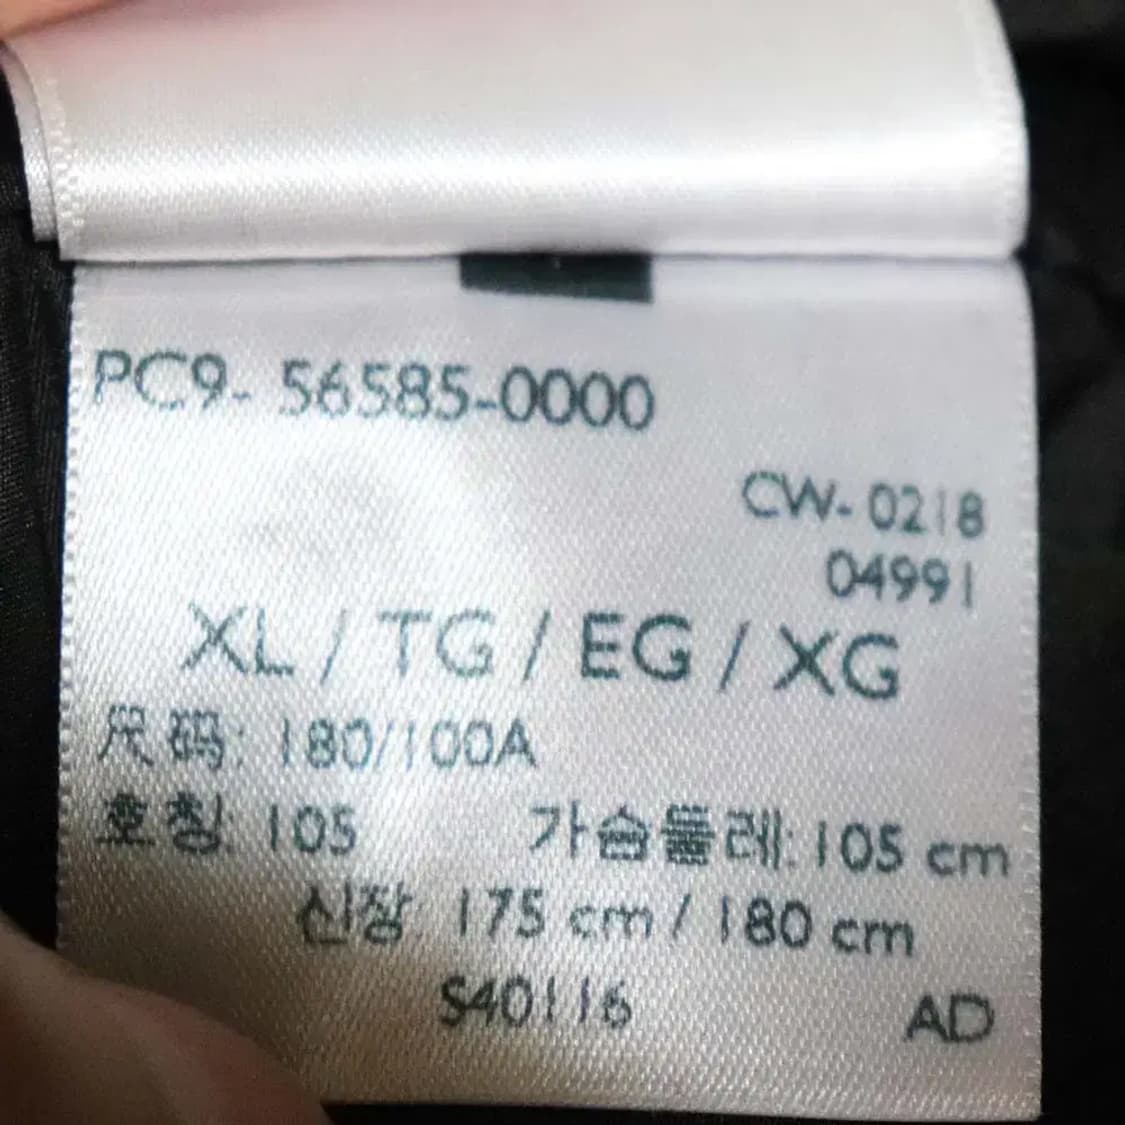 PC9- 56585-0000
CW- 0218
04991
XL / TG / EG / XG
尺码: 180/100A
호칭: 105 가슴둘레: 105 cm
신장: 175 cm / 180 cm
S40116 AD